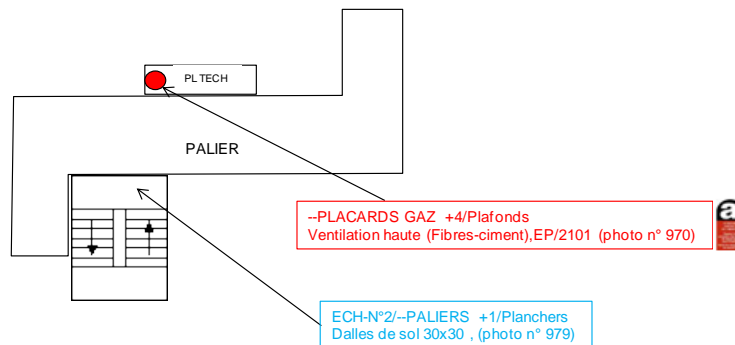 PL TECH
PALIER
--PLACARDS GAZ +4/Plafonds
Ventilation haute (Fibres-ciment),EP/2101 (photo n° 970)
a
ECH-N°2/--PALIERS +1/Planchers
Dalles de sol 30x30 , (photo n° 979)